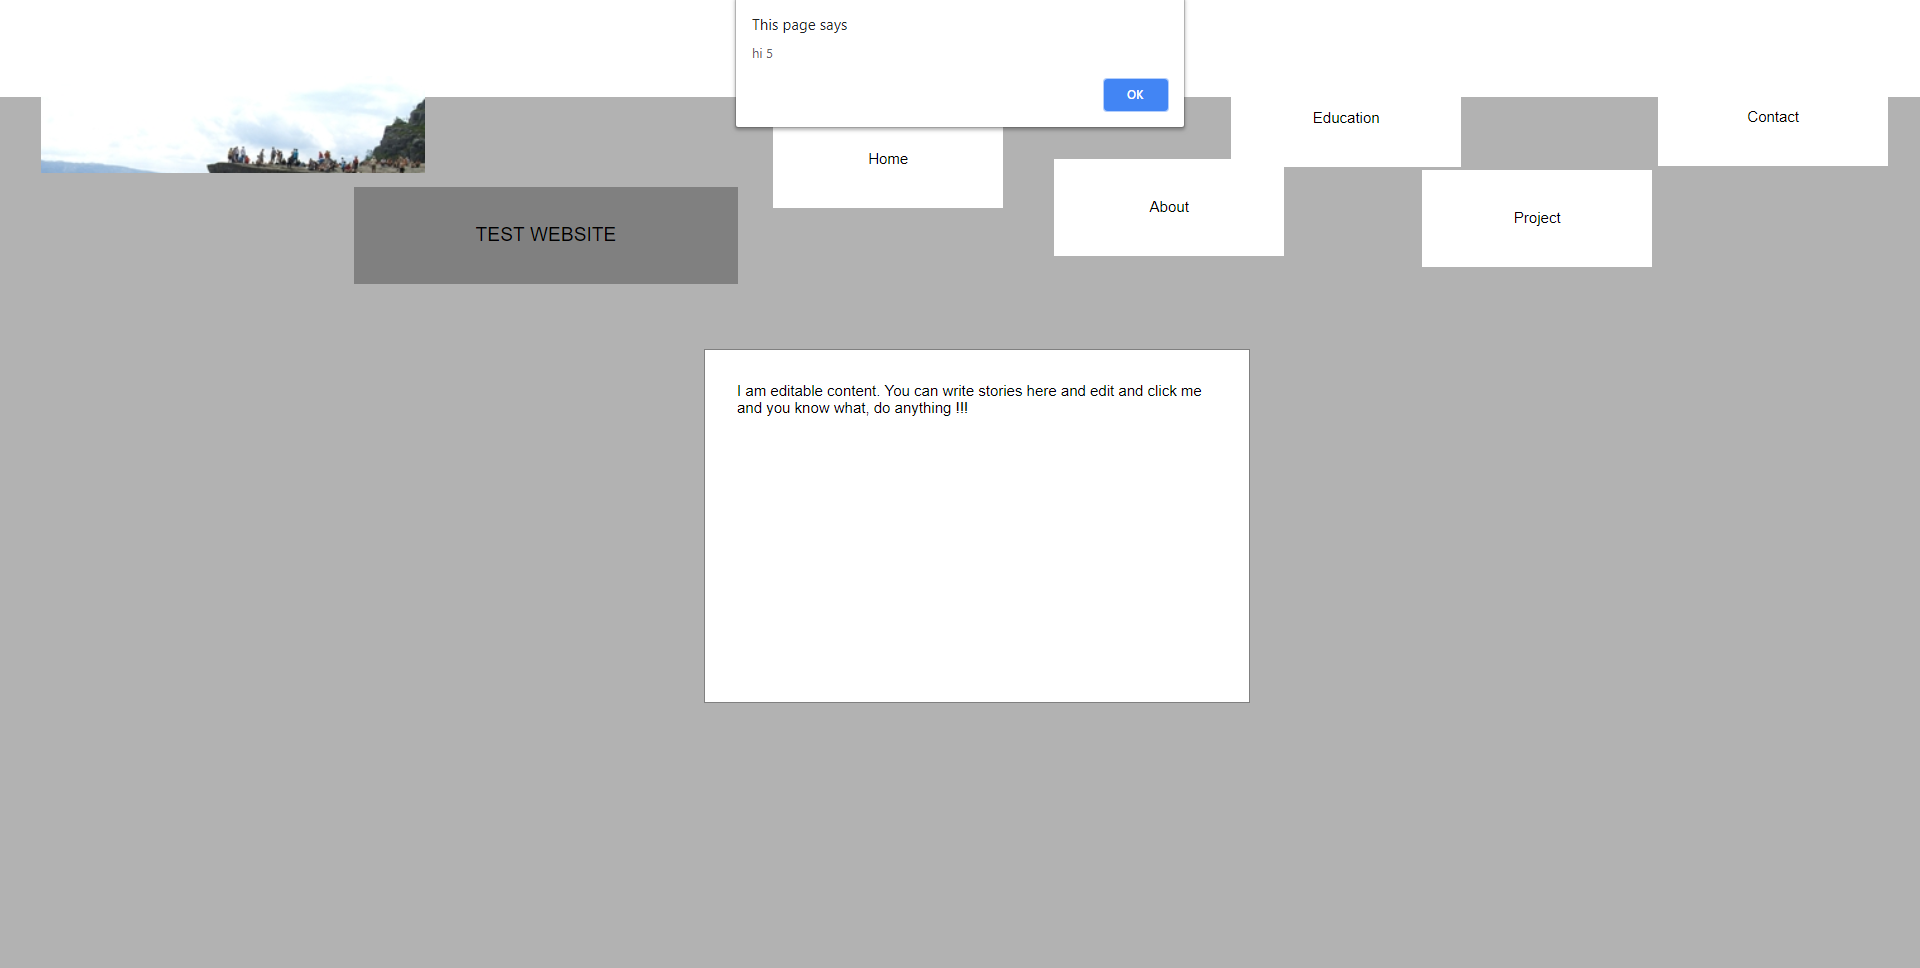 This page says
hi 5
OK
Education
Contact
Home
About
Project
TEST WEBSITE
I am editable content. You can write stories here and edit and click me
and you know what, do anything !!!